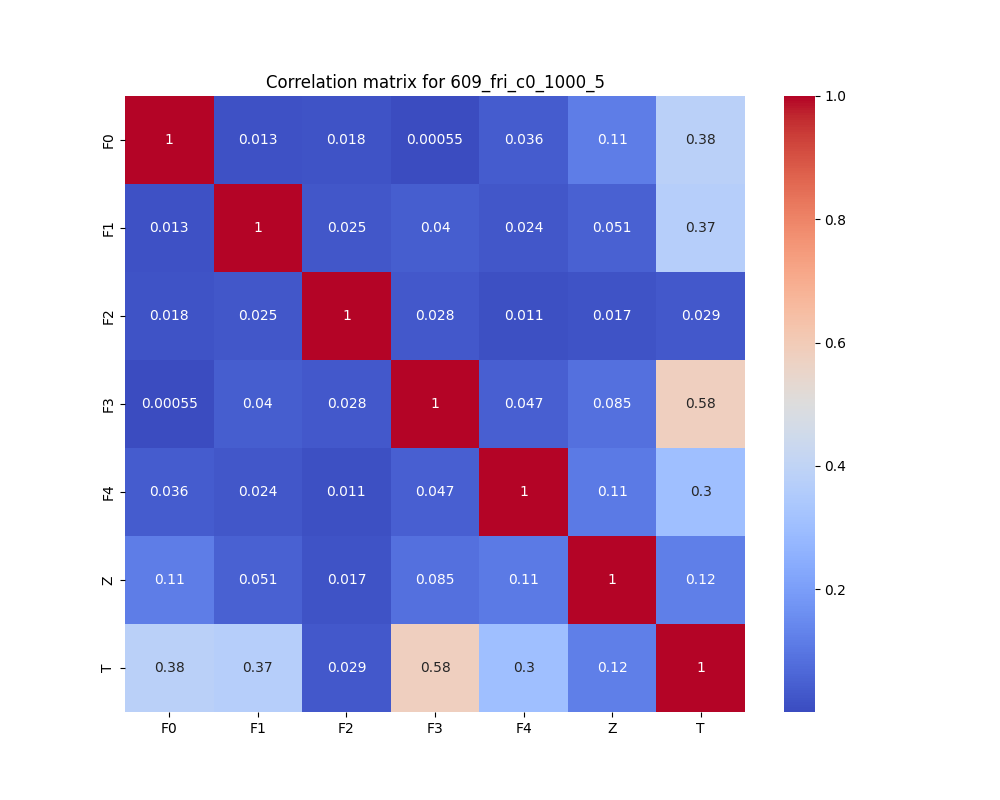 Correlation matrix for 609_fri_c0_1000_5
F0 1 0.013 0.018 0.00055 0.036 0.11 0.38
F1 0.013 1 0.025 0.04 0.024 0.051 0.37
F2 0.018 0.025 1 0.028 0.011 0.017 0.029
F3 0.00055 0.04 0.028 1 0.047 0.085 0.58
F4 0.036 0.024 0.011 0.047 1 0.11 0.3
Z 0.11 0.051 0.017 0.085 0.11 1 0.12
T 0.38 0.37 0.029 0.58 0.3 0.12 1
F0 F1 F2 F3 F4 Z T
1.0
0.8
0.6
0.4
0.2